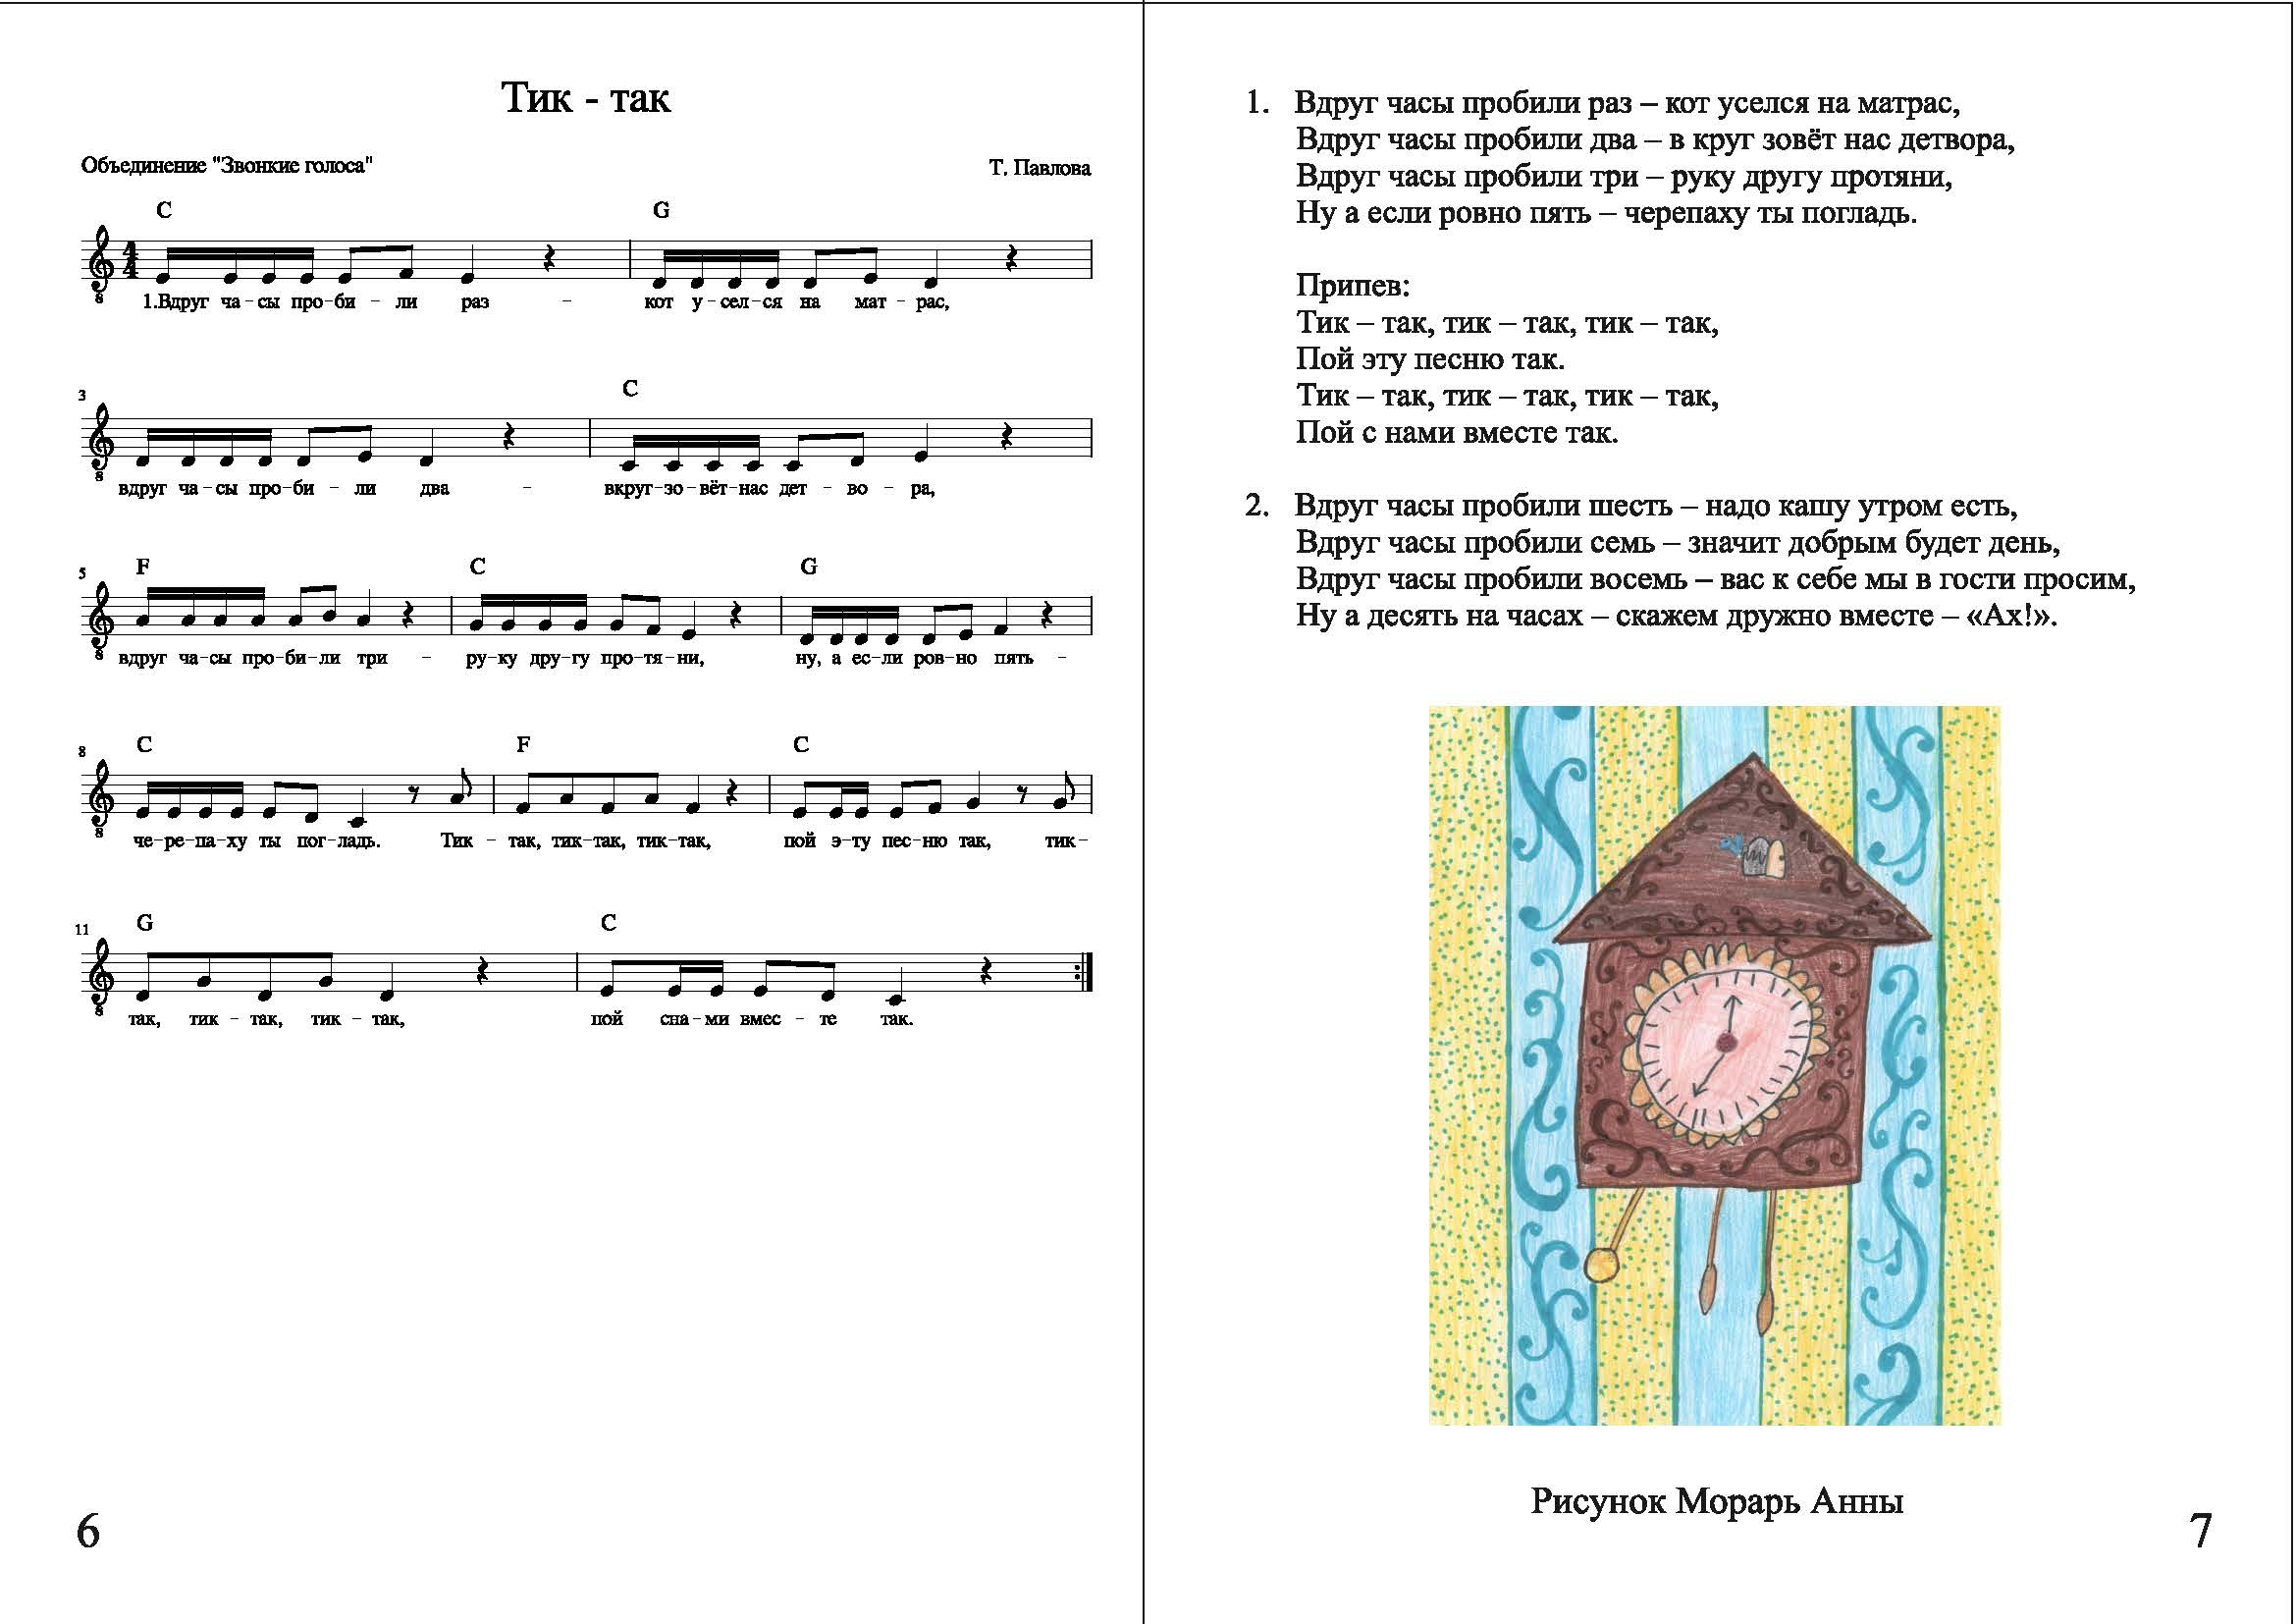 Тик - так
Объединение "Звонкие голоса"
Т. Павлова
C G
4 4
8
1.Вдруг ча – сы про–би – ли раз – кот у – сел–ся на мат – рас,
3
C
8
вдруг ча – сы про–би – ли два – вкруг–зо–вёт–нас дет – во – ра,
5
F C G
8
вдруг ча–сы про–би–ли три – ру–ку дру–гу про–тя–ни, ну, а ес–ли ров–но пять –
8
C F C
8
че–ре–па–ху ты пог–ладь. Тик – так, тик–так, тик–так, пой э–ту пес–ню так, тик–
11
G C
8
так, тик – так, тик – так, пой сна–ми вмес – те так.
6
1. Вдруг часы пробили раз – кот уселся на матрас,
Вдруг часы пробили два – в круг зовёт нас детвора,
Вдруг часы пробили три – руку другу протяни,
Ну а если ровно пять – черепаху ты погладь.
Припев:
Тик – так, тик – так, тик – так,
Пой эту песню так.
Тик – так, тик – так, тик – так,
Пой с нами вместе так.
2. Вдруг часы пробили шесть – надо кашу утром есть,
Вдруг часы пробили семь – значит добрым будет день,
Вдруг часы пробили восемь – вас к себе мы в гости просим,
Ну а десять на часах – скажем дружно вместе – «Ах!».
Рисунок Морарь Анны
7